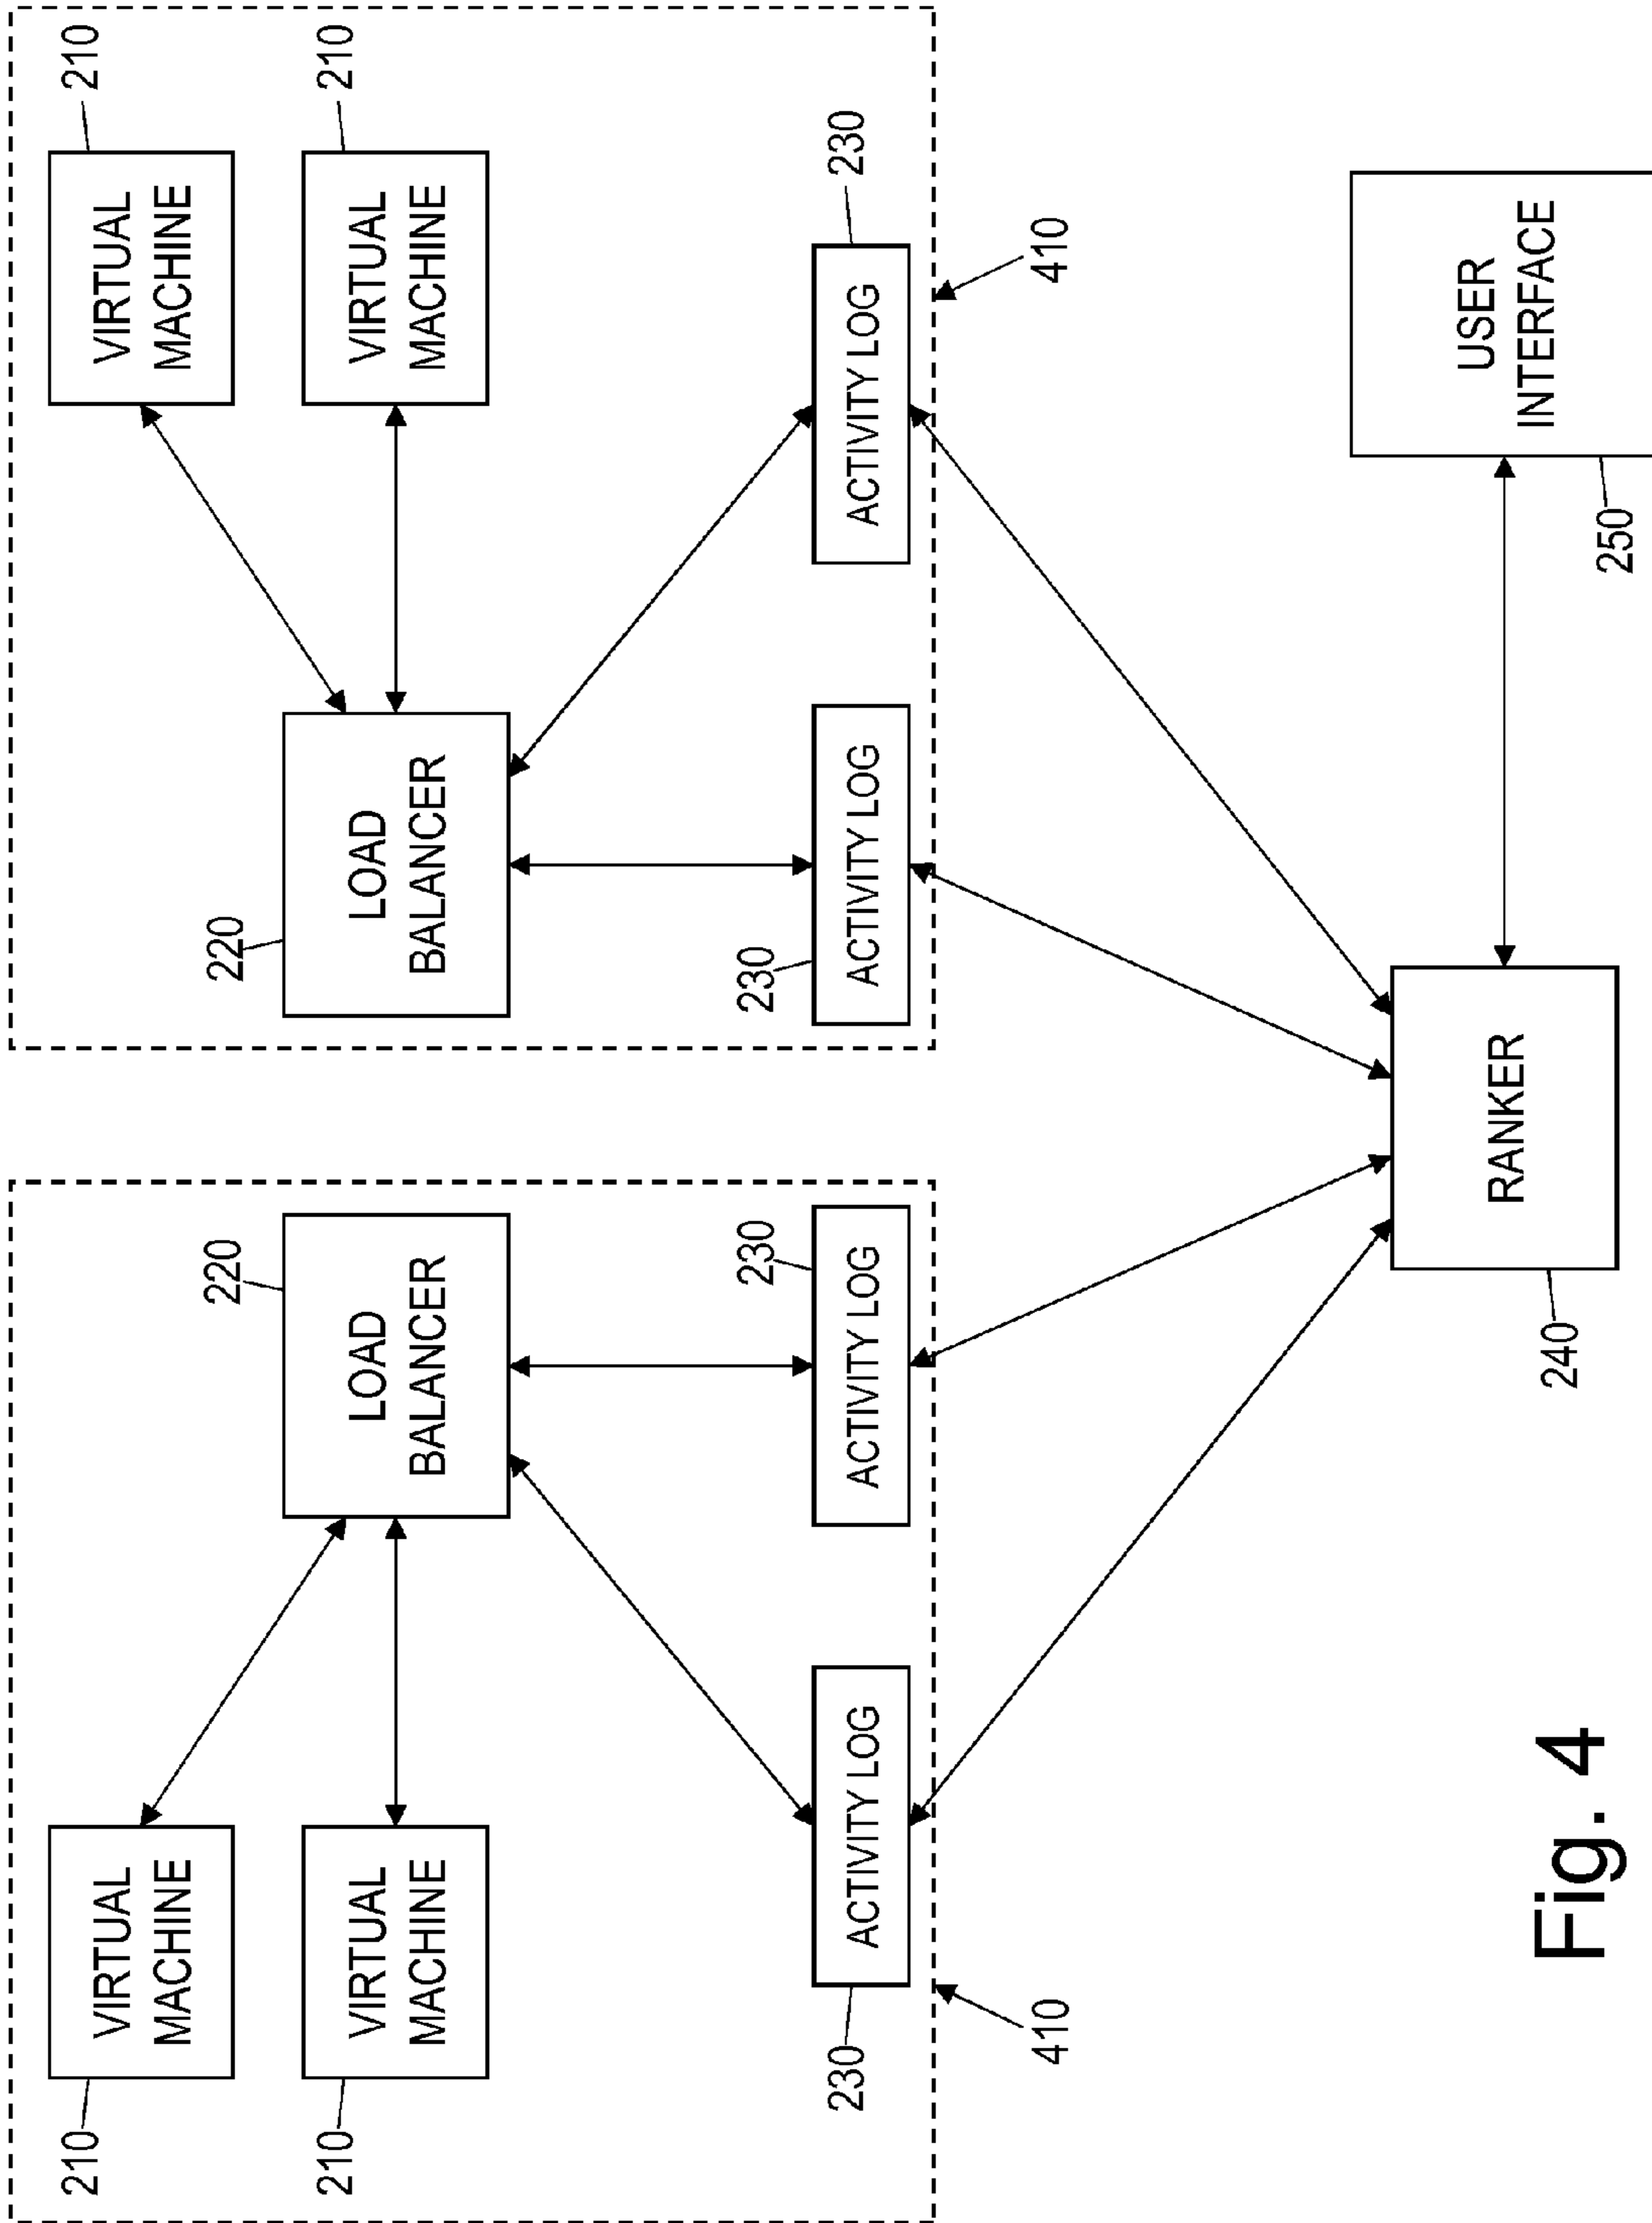 210
VIRTUAL
MACHINE
210
VIRTUAL
MACHINE
220
LOAD
BALANCER
230
ACTIVITY LOG
230
ACTIVITY LOG
410
220
LOAD
BALANCER
VIRTUAL
MACHINE
210
VIRTUAL
MACHINE
210
230
ACTIVITY LOG
ACTIVITY LOG
230
410
240
RANKER
250
USER
INTERFACE
Fig. 4